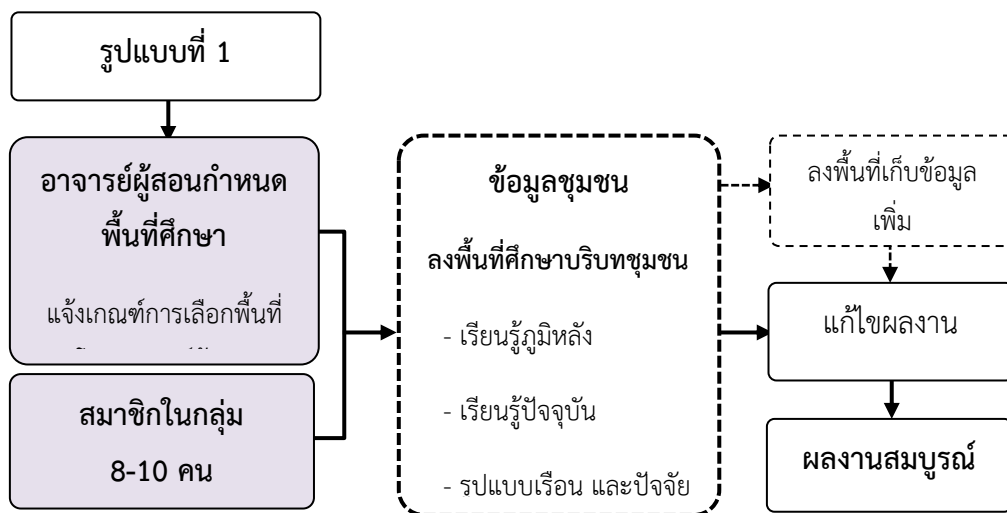 รูปแบบที่ 1
อาจารย์ผู้สอนกำหนด
พื้นที่ศึกษา
แจ้งเกณฑ์การเลือกพื้นที่
สมาชิกในกลุ่ม
8-10 คน
ข้อมูลชุมชน
ลงพื้นที่ศึกษาบริบทชุมชน
- เรียนรู้ภูมิหลัง
- เรียนรู้ปัจจุบัน
- รูปแบบเรือน และปัจจัย
ลงพื้นที่เก็บข้อมูล
เพิ่ม
แก้ไขผลงาน
ผลงานสมบูรณ์